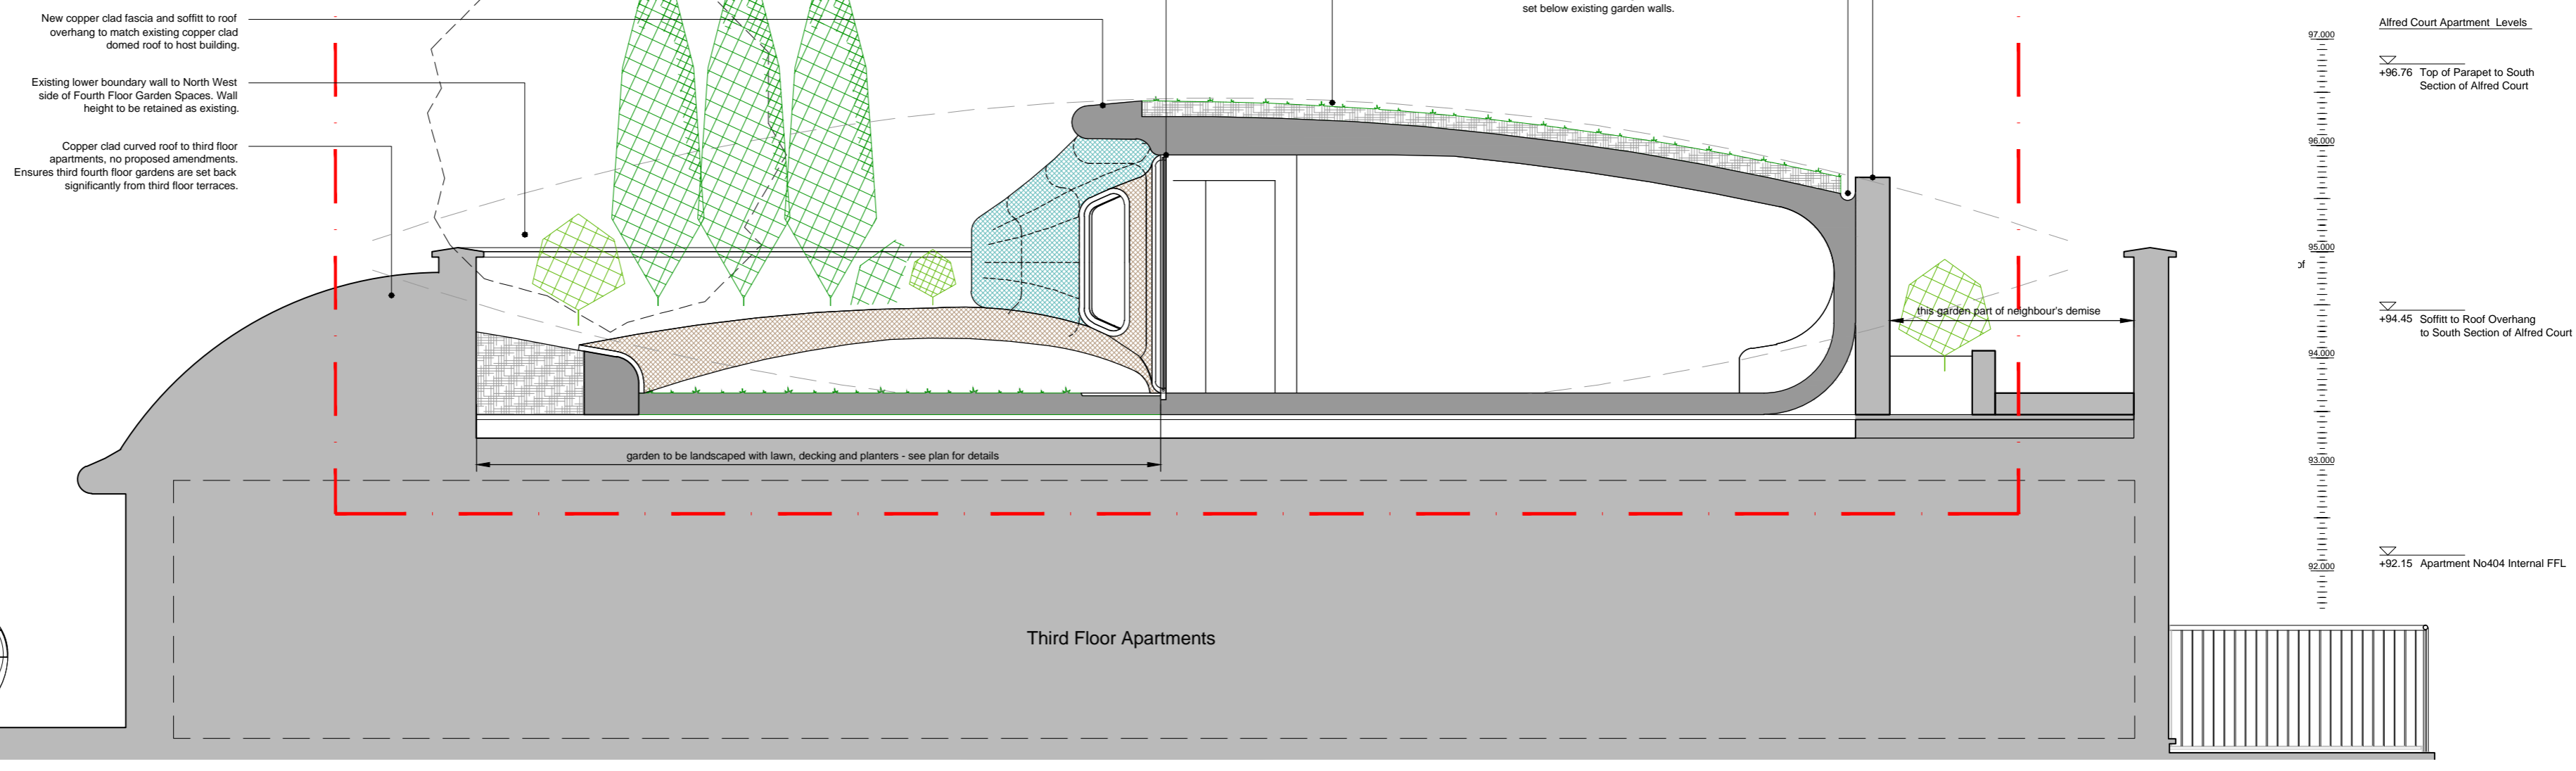 New copper clad fascia and soffitt to roof
overhang to match existing copper clad
domed roof to host building.
Existing lower boundary wall to North West
side of Fourth Floor Garden Spaces. Wall
height to be retained as existing.
Copper clad curved roof to third floor
apartments, no proposed amendments.
Ensures third fourth floor gardens are set back
significantly from third floor terraces.
set below existing garden walls.
this garden part of neighbour's demise
garden to be landscaped with lawn, decking and planters - see plan for details
Third Floor Apartments
97.000
96.000
95.000
of
94.000
93.000
92.000
Alfred Court Apartment Levels
+96.76 Top of Parapet to South
Section of Alfred Court
+94.45 Soffitt to Roof Overhang
to South Section of Alfred Court
+92.15 Apartment No404 Internal FFL